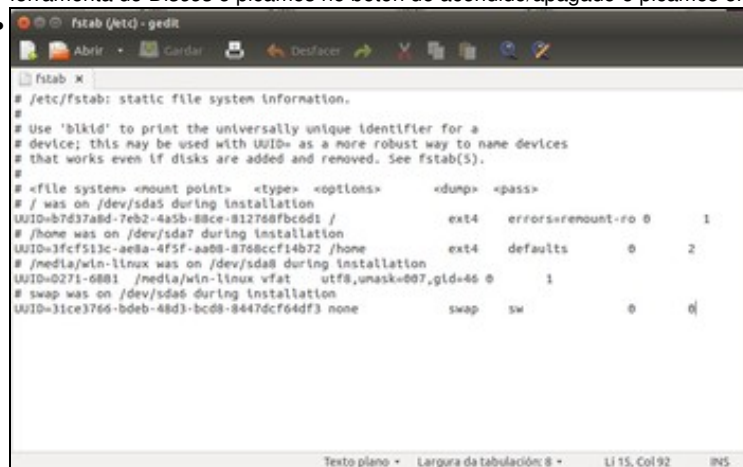 ferramenta de Discos e picamos no botón de acendido/apagado e picamos en
fstab (/etc) - gedit
Abrir Gardar Desfacer
fstab ×
# /etc/fstab: static file system information.
#
# Use 'blkid' to print the universally unique identifier for a
# device; this may be used with UUID= as a more robust way to name devices
# that works even if disks are added and removed. See fstab(5).
#
# <file system> <mount point> <type> <options> <dump> <pass>
# / was on /dev/sda5 during installation
UUID=b7d37a8d-7eb2-4a5b-88ce-812768fbc6d1 / ext4 errors=remount-ro 0 1
# /home was on /dev/sda7 during installation
UUID=3fcf513c-ae8a-4f5f-aa08-8768ccf14b72 /home ext4 defaults 0 2
# /media/win-linux was on /dev/sda8 during installation
UUID=0271-6881 /media/win-linux vfat utf8,umask=007,gid=46 0 1
# swap was on /dev/sda6 during installation
UUID=31ce3766-bdeb-48d3-bcd8-8447dcf64df3 none swap sw 0 0
Texto plano Largura da tabulación: 8 Li 15, Col 92 INS